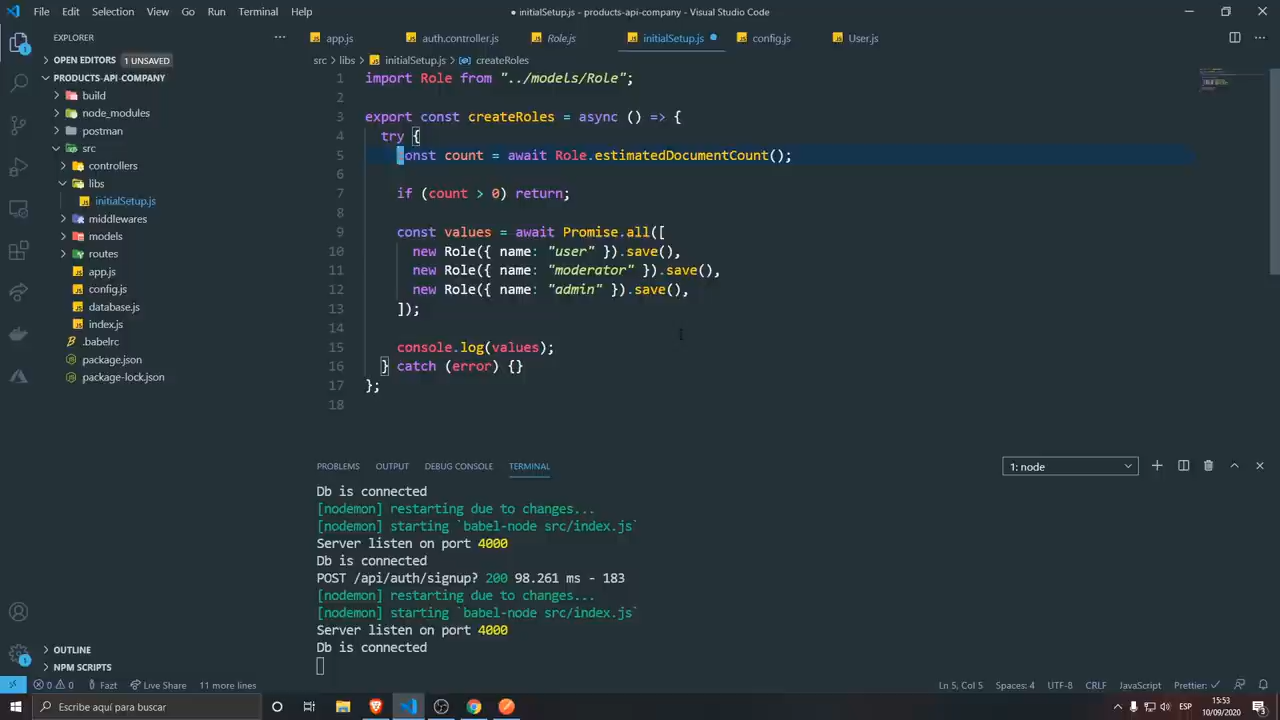 File Edit Selection View Go Run Terminal Help
● initialSetup.js - products-api-company - Visual Studio Code
EXPLORER
OPEN EDITORS 1 UNSAVED
PRODUCTS-API-COMPANY
build
node_modules
postman
src
controllers
libs
initialSetup.js
middlewares
models
routes
app.js
config.js
database.js
index.js
.babelrc
package.json
package-lock.json
OUTLINE
NPM SCRIPTS
app.js auth.controller.js Role.js initialSetup.js config.js User.js
src > libs > initialSetup.js > createRoles
1 import Role from "../models/Role";
2
3 export const createRoles = async () => {
4 try {
5 const count = await Role.estimatedDocumentCount();
6
7 if (count > 0) return;
8
9 const values = await Promise.all([
10 new Role({ name: "user" }).save(),
11 new Role({ name: "moderator" }).save(),
12 new Role({ name: "admin" }).save(),
13 ]);
14
15 console.log(values);
16 } catch (error) {}
17 };
18
PROBLEMS OUTPUT DEBUG CONSOLE TERMINAL
1: node
Db is connected
[nodemon] restarting due to changes...
[nodemon] starting `babel-node src/index.js`
Server listen on port 4000
Db is connected
POST /api/auth/signup? 200 98.261 ms - 183
[nodemon] restarting due to changes...
[nodemon] starting `babel-node src/index.js`
Server listen on port 4000
Db is connected
0 0 Fazt Live Share 11 more lines
Ln 5, Col 5 Spaces: 4 UTF-8 CRLF JavaScript Prettier: ✓
Escribe aquí para buscar
ESP
15:53
10/09/2020